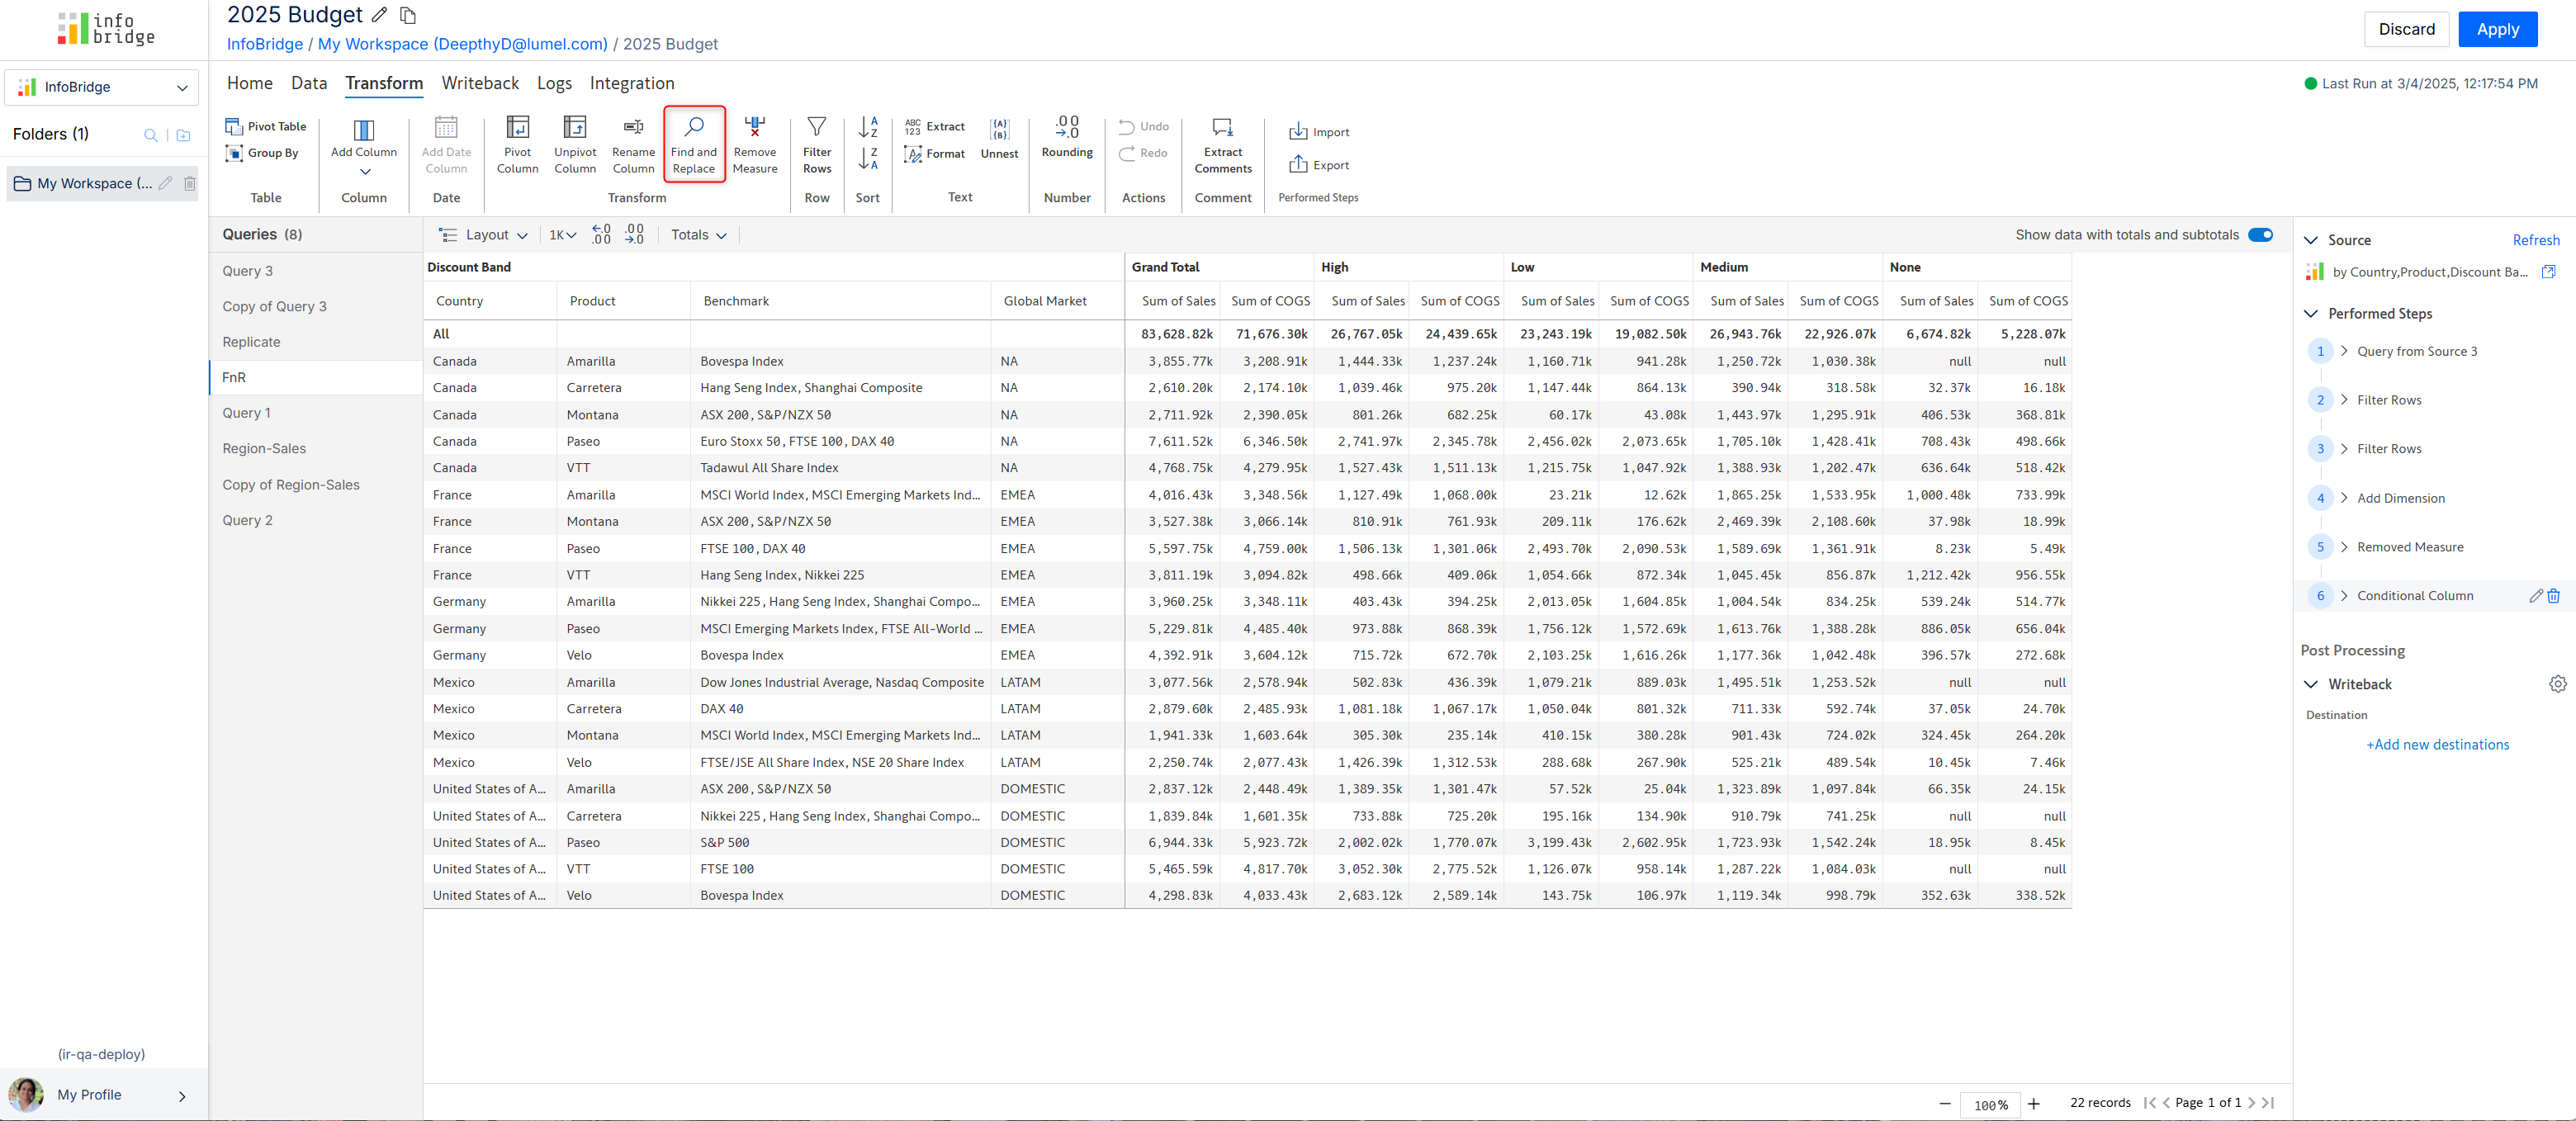 info bridge
2025 Budget
InfoBridge / My Workspace (DeepthyD@lumel.com) / 2025 Budget
Discard Apply
InfoBridge
Folders (1)
My Workspace (...
Home Data Transform Writeback Logs Integration
Last Run at 3/4/2025, 12:17:54 PM
Pivot Table
Group By
Table
Add Column
Column
Add Date Column
Date
Pivot Column
Unpivot Column
Rename Column
Find and Replace
Remove Measure
Transform
Filter Rows
Row
A Z
Z A
Sort
ABC 123 Extract
Format
{A} {B} Unnest
Text
.00 →.0
Rounding
Number
Undo
Redo
Actions
Extract Comments
Comment
Import
Export
Performed Steps
Queries (8)
Query 3
Copy of Query 3
Replicate
FnR
Query 1
Region-Sales
Copy of Region-Sales
Query 2
Layout 1K ←.0 .00 .00 →.0 Totals
Show data with totals and subtotals
Discount Band Grand Total High Low Medium None
Country Product Benchmark Global Market Sum of Sales Sum of COGS Sum of Sales Sum of COGS Sum of Sales Sum of COGS Sum of Sales Sum of COGS Sum of Sales Sum of COGS
All 83,628.82k 71,676.30k 26,767.05k 24,439.65k 23,243.19k 19,082.50k 26,943.76k 22,926.07k 6,674.82k 5,228.07k
Canada Amarilla Bovespa Index NA 3,855.77k 3,208.91k 1,444.33k 1,237.24k 1,160.71k 941.28k 1,250.72k 1,030.38k null null
Canada Carretera Hang Seng Index, Shanghai Composite NA 2,610.20k 2,174.10k 1,039.46k 975.20k 1,147.44k 864.13k 390.94k 318.58k 32.37k 16.18k
Canada Montana ASX 200, S&P/NZX 50 NA 2,711.92k 2,390.05k 801.26k 682.25k 60.17k 43.08k 1,443.97k 1,295.91k 406.53k 368.81k
Canada Paseo Euro Stoxx 50, FTSE 100, DAX 40 NA 7,611.52k 6,346.50k 2,741.97k 2,345.78k 2,456.02k 2,073.65k 1,705.10k 1,428.41k 708.43k 498.66k
Canada VTT Tadawul All Share Index NA 4,768.75k 4,279.95k 1,527.43k 1,511.13k 1,215.75k 1,047.92k 1,388.93k 1,202.47k 636.64k 518.42k
France Amarilla MSCI World Index, MSCI Emerging Markets Ind... EMEA 4,016.43k 3,348.56k 1,127.49k 1,068.00k 23.21k 12.62k 1,865.25k 1,533.95k 1,000.48k 733.99k
France Montana ASX 200, S&P/NZX 50 EMEA 3,527.38k 3,066.14k 810.91k 761.93k 209.11k 176.62k 2,469.39k 2,108.60k 37.98k 18.99k
France Paseo FTSE 100, DAX 40 EMEA 5,597.75k 4,759.00k 1,506.13k 1,301.06k 2,493.70k 2,090.53k 1,589.69k 1,361.91k 8.23k 5.49k
France VTT Hang Seng Index, Nikkei 225 EMEA 3,811.19k 3,094.82k 498.66k 409.06k 1,054.66k 872.34k 1,045.45k 856.87k 1,212.42k 956.55k
Germany Amarilla Nikkei 225, Hang Seng Index, Shanghai Compo... EMEA 3,960.25k 3,348.11k 403.43k 394.25k 2,013.05k 1,604.85k 1,004.54k 834.25k 539.24k 514.77k
Germany Paseo MSCI Emerging Markets Index, FTSE All-World ... EMEA 5,229.81k 4,485.40k 973.88k 868.39k 1,756.12k 1,572.69k 1,613.76k 1,388.28k 886.05k 656.04k
Germany Velo Bovespa Index EMEA 4,392.91k 3,604.12k 715.72k 672.70k 2,103.25k 1,616.26k 1,177.36k 1,042.48k 396.57k 272.68k
Mexico Amarilla Dow Jones Industrial Average, Nasdaq Composite LATAM 3,077.56k 2,578.94k 502.83k 436.39k 1,079.21k 889.03k 1,495.51k 1,253.52k null null
Mexico Carretera DAX 40 LATAM 2,879.60k 2,485.93k 1,081.18k 1,067.17k 1,050.04k 801.32k 711.33k 592.74k 37.05k 24.70k
Mexico Montana MSCI World Index, MSCI Emerging Markets Ind... LATAM 1,941.33k 1,603.64k 305.30k 235.14k 410.15k 380.28k 901.43k 724.02k 324.45k 264.20k
Mexico Velo FTSE/JSE All Share Index, NSE 20 Share Index LATAM 2,250.74k 2,077.43k 1,426.39k 1,312.53k 288.68k 267.90k 525.21k 489.54k 10.45k 7.46k
United States of A... Amarilla ASX 200, S&P/NZX 50 DOMESTIC 2,837.12k 2,448.49k 1,389.35k 1,301.47k 57.52k 25.04k 1,323.89k 1,097.84k 66.35k 24.15k
United States of A... Carretera Nikkei 225, Hang Seng Index, Shanghai Compo... DOMESTIC 1,839.84k 1,601.35k 733.88k 725.20k 195.16k 134.90k 910.79k 741.25k null null
United States of A... Paseo S&P 500 DOMESTIC 6,944.33k 5,923.72k 2,002.02k 1,770.07k 3,199.43k 2,602.95k 1,723.93k 1,542.24k 18.95k 8.45k
United States of A... VTT FTSE 100 DOMESTIC 5,465.59k 4,817.70k 3,052.30k 2,775.52k 1,126.07k 958.14k 1,287.22k 1,084.03k null null
United States of A... Velo Bovespa Index DOMESTIC 4,298.83k 4,033.43k 2,683.12k 2,589.14k 143.75k 106.97k 1,119.34k 998.79k 352.63k 338.52k
Source Refresh
by Country,Product,Discount Ba...
Performed Steps
1 Query from Source 3
2 Filter Rows
3 Filter Rows
4 Add Dimension
5 Removed Measure
6 Conditional Column
Post Processing
Writeback
Destination
+Add new destinations
(ir-qa-deploy)
My Profile
100%
22 records Page 1 of 1